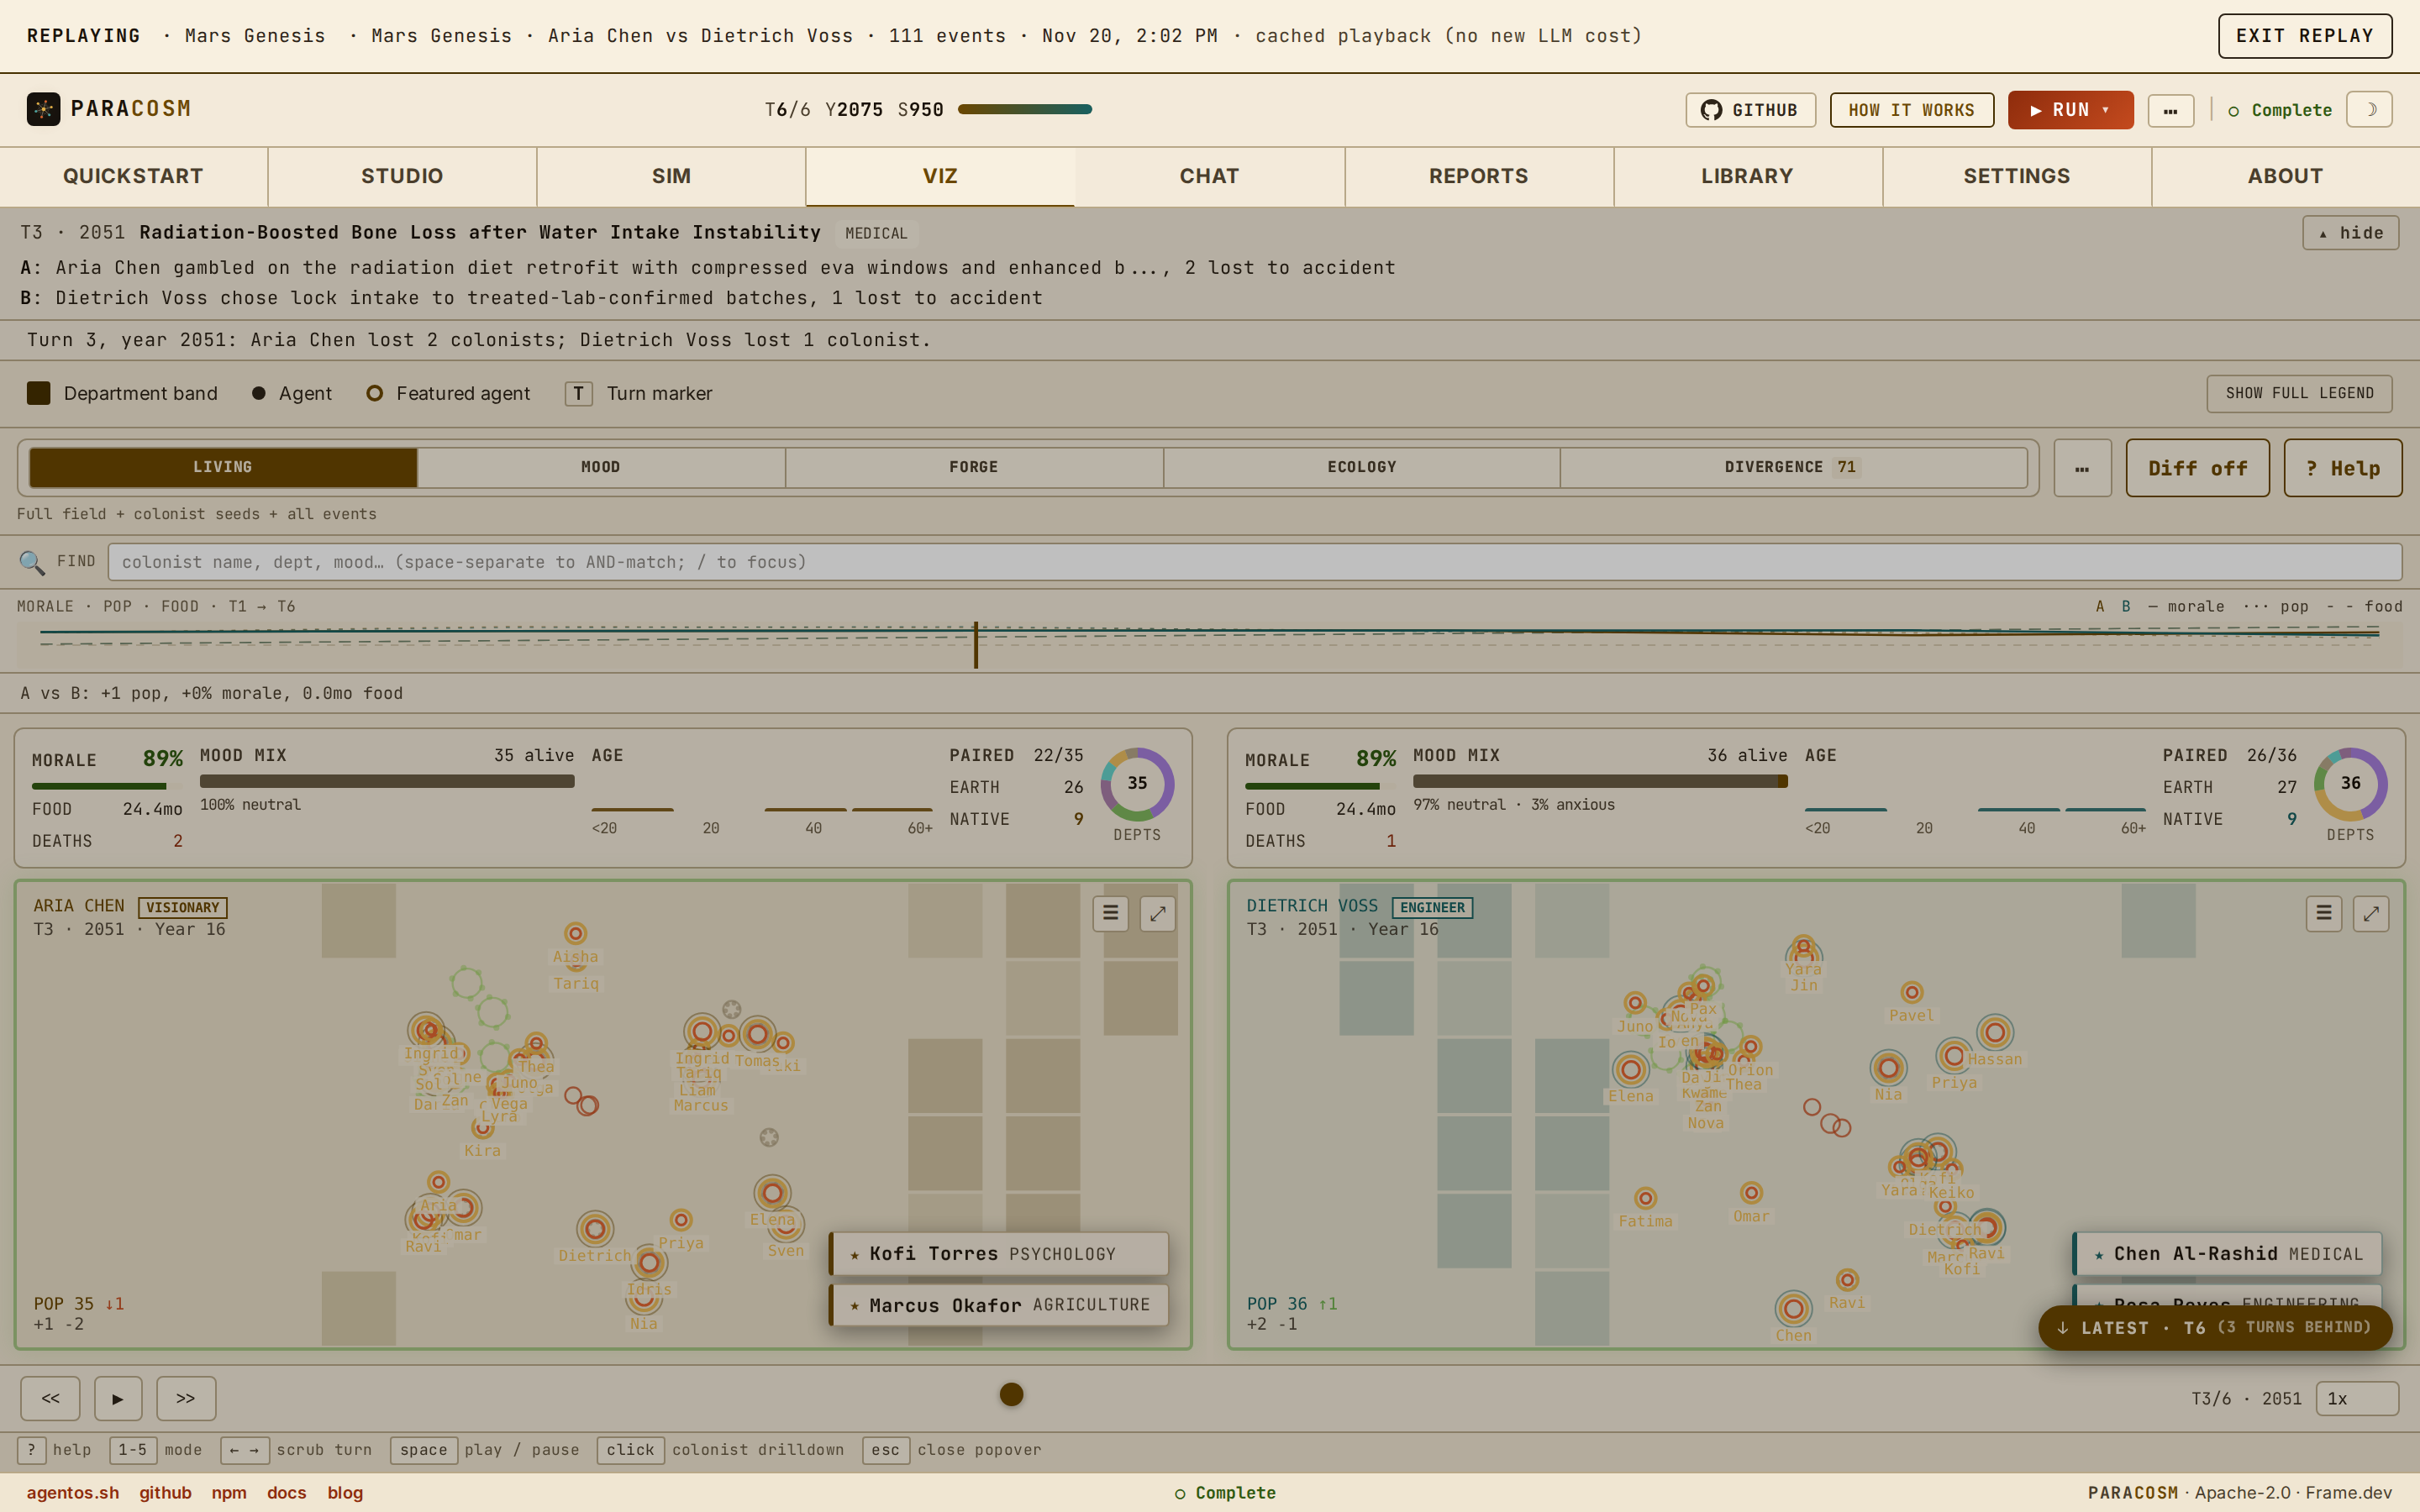 REPLAYING · Mars Genesis · Mars Genesis · Aria Chen vs Dietrich Voss · 111 events · Nov 20, 2:02 PM · cached playback (no new LLM cost) EXIT REPLAY
PARACOSM T6/6 Y2075 S950 GITHUB HOW IT WORKS ▶ RUN ▾ … ○ Complete
QUICKSTART STUDIO SIM VIZ CHAT REPORTS LIBRARY SETTINGS ABOUT
T3 · 2051 Radiation-Boosted Bone Loss after Water Intake Instability MEDICAL ▴ hide
A: Aria Chen gambled on the radiation diet retrofit with compressed eva windows and enhanced b..., 2 lost to accident
B: Dietrich Voss chose lock intake to treated-lab-confirmed batches, 1 lost to accident
Turn 3, year 2051: Aria Chen lost 2 colonists; Dietrich Voss lost 1 colonist.
Department band Agent Featured agent T Turn marker SHOW FULL LEGEND
LIVING MOOD FORGE ECOLOGY DIVERGENCE 71 … Diff off ? Help
Full field + colonist seeds + all events
FIND colonist name, dept, mood… (space-separate to AND-match; / to focus)
MORALE · POP · FOOD · T1 → T6 A B — morale ··· pop - - food
A vs B: +1 pop, +0% morale, 0.0mo food
MORALE 89% MOOD MIX 35 alive AGE PAIRED 22/35
FOOD 24.4mo 100% neutral EARTH 26 35
DEATHS 2 <20 20 40 60+ NATIVE 9 DEPTS
MORALE 89% MOOD MIX 36 alive AGE PAIRED 26/36
FOOD 24.4mo 97% neutral · 3% anxious EARTH 27 36
DEATHS 1 <20 20 40 60+ NATIVE 9 DEPTS
ARIA CHEN VISIONARY
T3 · 2051 · Year 16
Aisha
Tariq
Ingrid
Thea
Juno
Zan
Vega
Lyra
Kira
Ingrid
Tomas
Tariq
Liam
Marcus
Aria
Ravi
Dietrich
Priya
Elena
Sven
Idris
Nia
★ Kofi Torres PSYCHOLOGY
★ Marcus Okafor AGRICULTURE
POP 35 ↓1
+1 -2
DIETRICH VOSS ENGINEER
T3 · 2051 · Year 16
Yara
Jin
Pavel
Pax
Juno
Hassan
Orion
Thea
Priya
Nia
Elena
Kwame
Zan
Nova
Yara
Keiko
Fatima
Omar
Dietrich
Ravi
Kofi
Ravi
Chen
★ Chen Al-Rashid MEDICAL
POP 36 ↑1
+2 -1
↓ LATEST · T6 (3 TURNS BEHIND)
<< ▶ >> T3/6 · 2051 1x
? help 1-5 mode ← → scrub turn space play / pause click colonist drilldown esc close popover
agentos.sh github npm docs blog ○ Complete PARACOSM · Apache-2.0 · Frame.dev